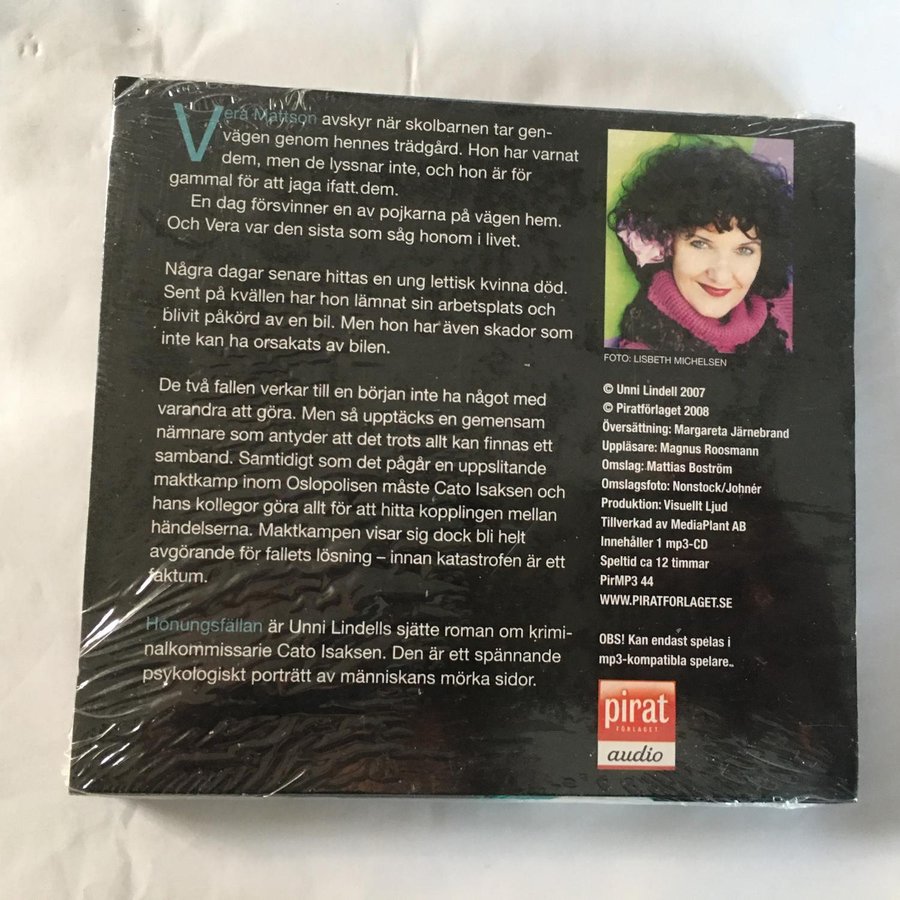 Vera Mattson avskyr när skolbarnen tar gen-
vägen genom hennes trädgård. Hon har varnat
dem, men de lyssnar inte, och hon är för
gammal för att jaga ifatt dem.
En dag försvinner en av pojkarna på vägen hem.
Och Vera var den sista som såg honom i livet.
Några dagar senare hittas en ung lettisk kvinna död.
Sent på kvällen har hon lämnat sin arbetsplats och
blivit påkörd av en bil. Men hon har även skador som
inte kan ha orsakats av bilen.
De två fallen verkar till en början inte ha något med
varandra att göra. Men så upptäcks en gemensam
nämnare som antyder att det trots allt kan finnas ett
samband. Samtidigt som det pågår en uppslitande
maktkamp inom Oslopolisen måste Cato Isaksen och
hans kollegor göra allt för att hitta kopplingen mellan
händelserna. Maktkampen visar sig dock bli helt
avgörande för fallets lösning – innan katastrofen är ett
faktum.
Honungsfällan är Unni Lindells sjätte roman om krimi-
nalkommissarie Cato Isaksen. Den är ett spännande
psykologiskt porträtt av människans mörka sidor.
FOTO: LISBETH MICHELSEN
© Unni Lindell 2007
© Piratförlaget 2008
Översättning: Margareta Järnebrand
Uppläsare: Magnus Roosmann
Omslag: Mattias Boström
Omslagsfoto: Nonstock/Johnér
Produktion: Visuellt Ljud
Tillverkad av MediaPlant AB
Innehåller 1 mp3-CD
Speltid ca 12 timmar
PirMP3 44
WWW.PIRATFORLAGET.SE
OBS! Kan endast spelas i
mp3-kompatibla spelare.
pirat
FÖRLAGET
audio